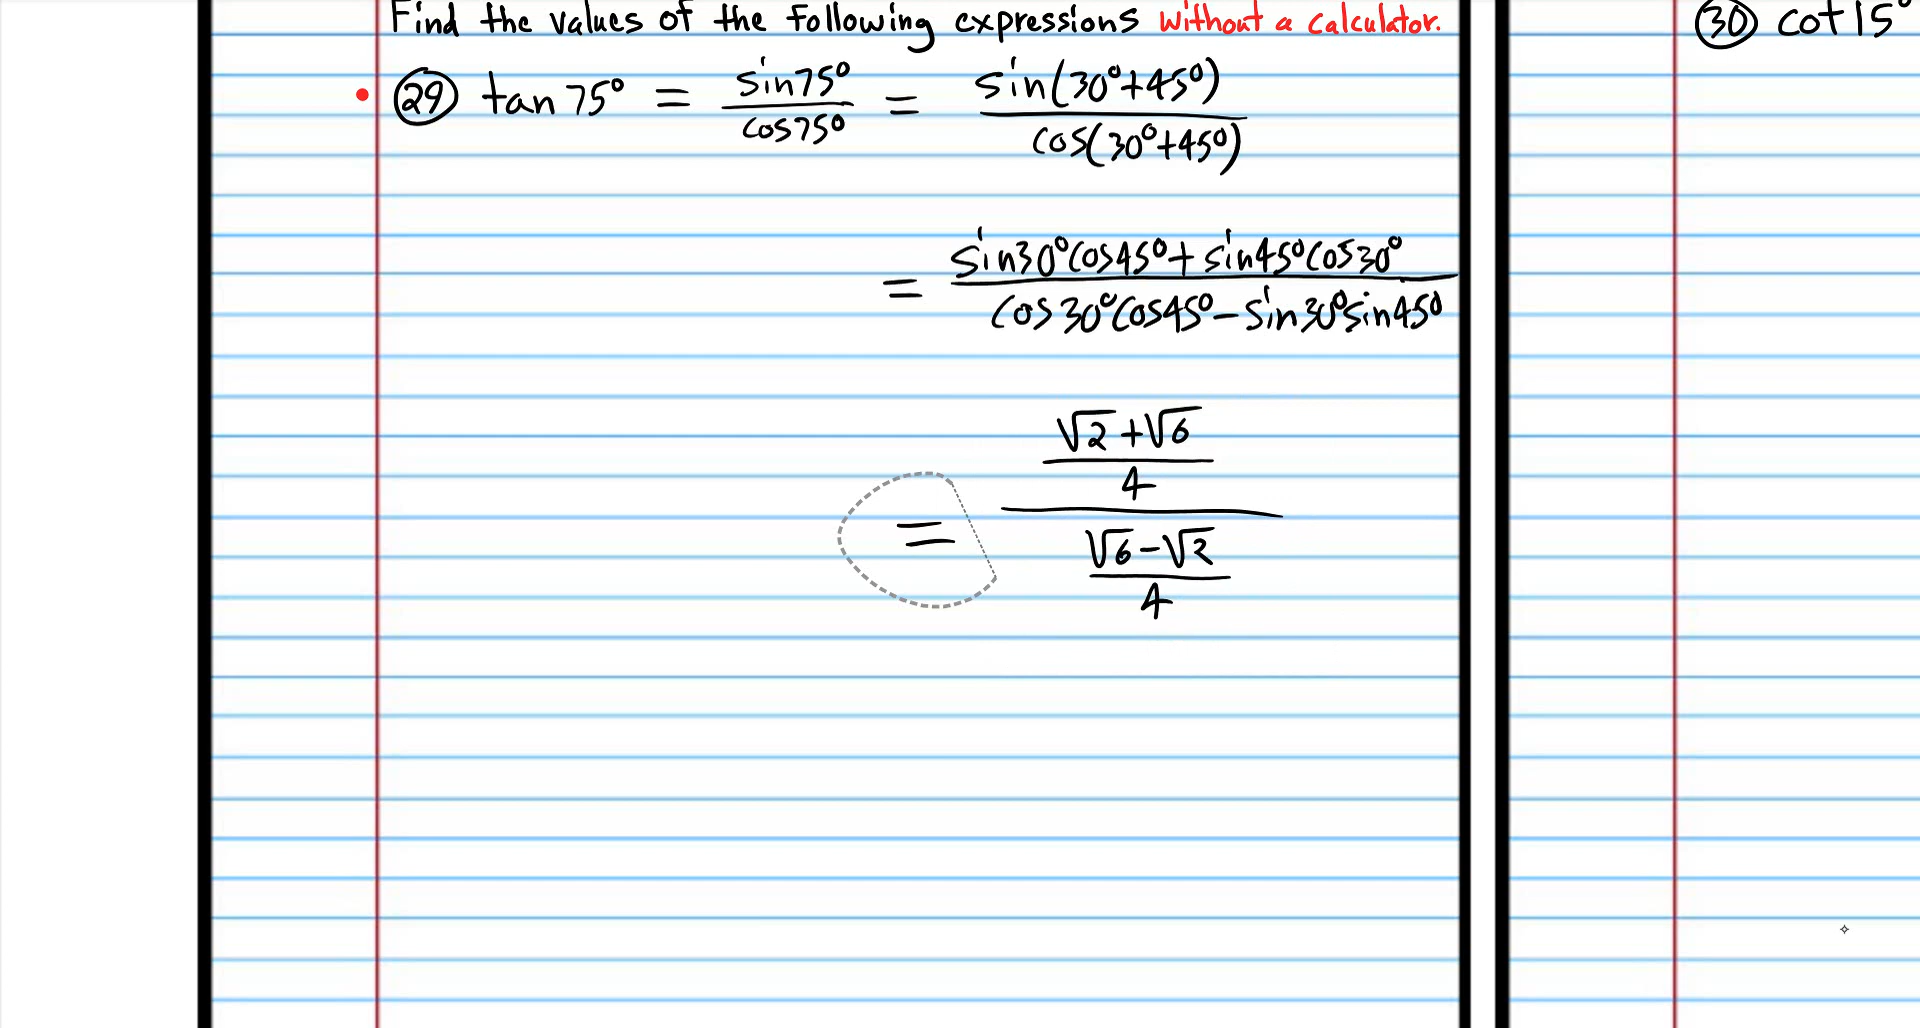 Find the values of the following expressions without a calculator.
㉙ tan 75° = sin75°/cos75° = sin(30°+45°)/cos(30°+45°)
= (sin30°cos45°+sin45°cos30°)/(cos30°cos45°-sin30°sin45°)
= ((√2+√6)/4)/((√6-√2)/4)
㉚ cot 15°